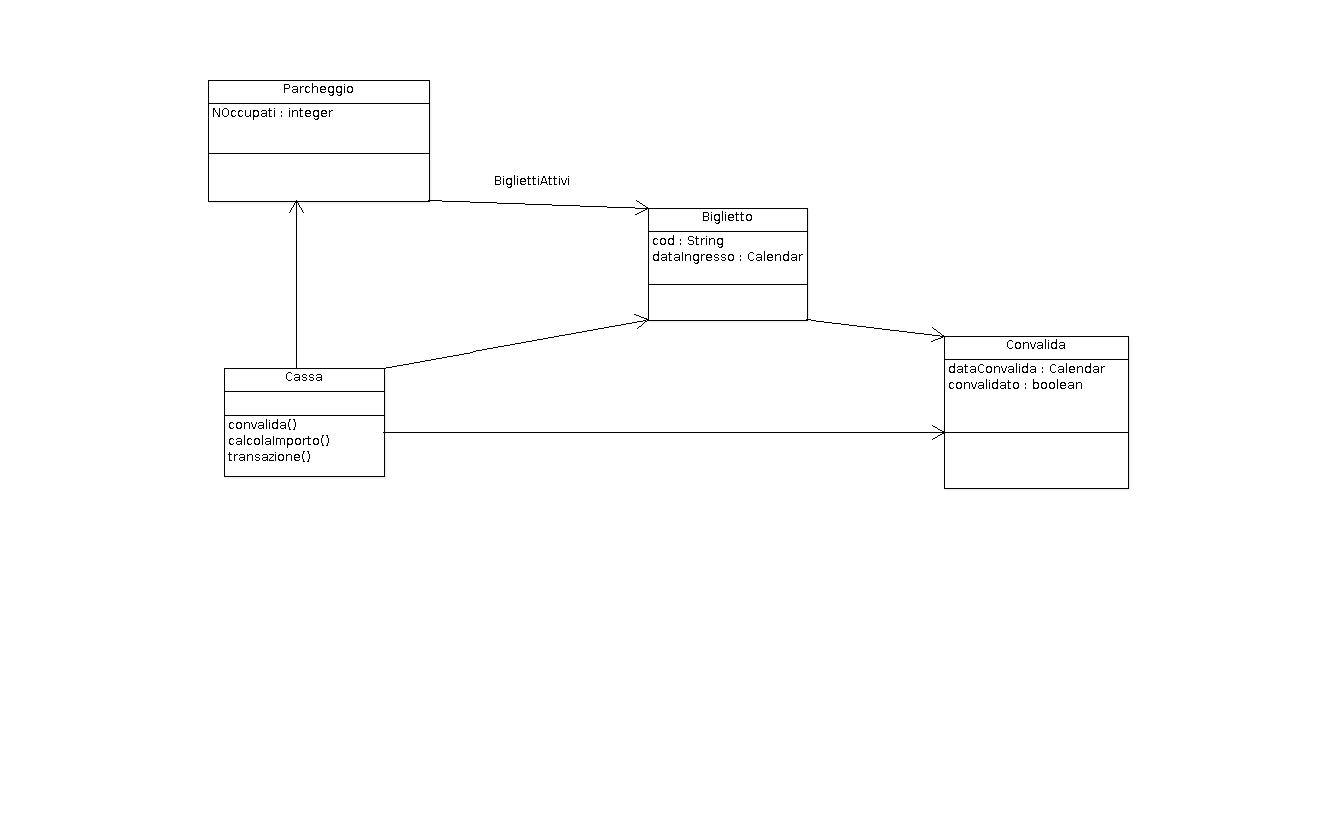 Parcheggio
NOccupati : integer
BigliettiAttivi
Biglietto
cod : String
dataIngresso : Calendar
Convalida
dataConvalida : Calendar
convalidato : boolean
Cassa
convalida()
calcolaImporto()
transazione()